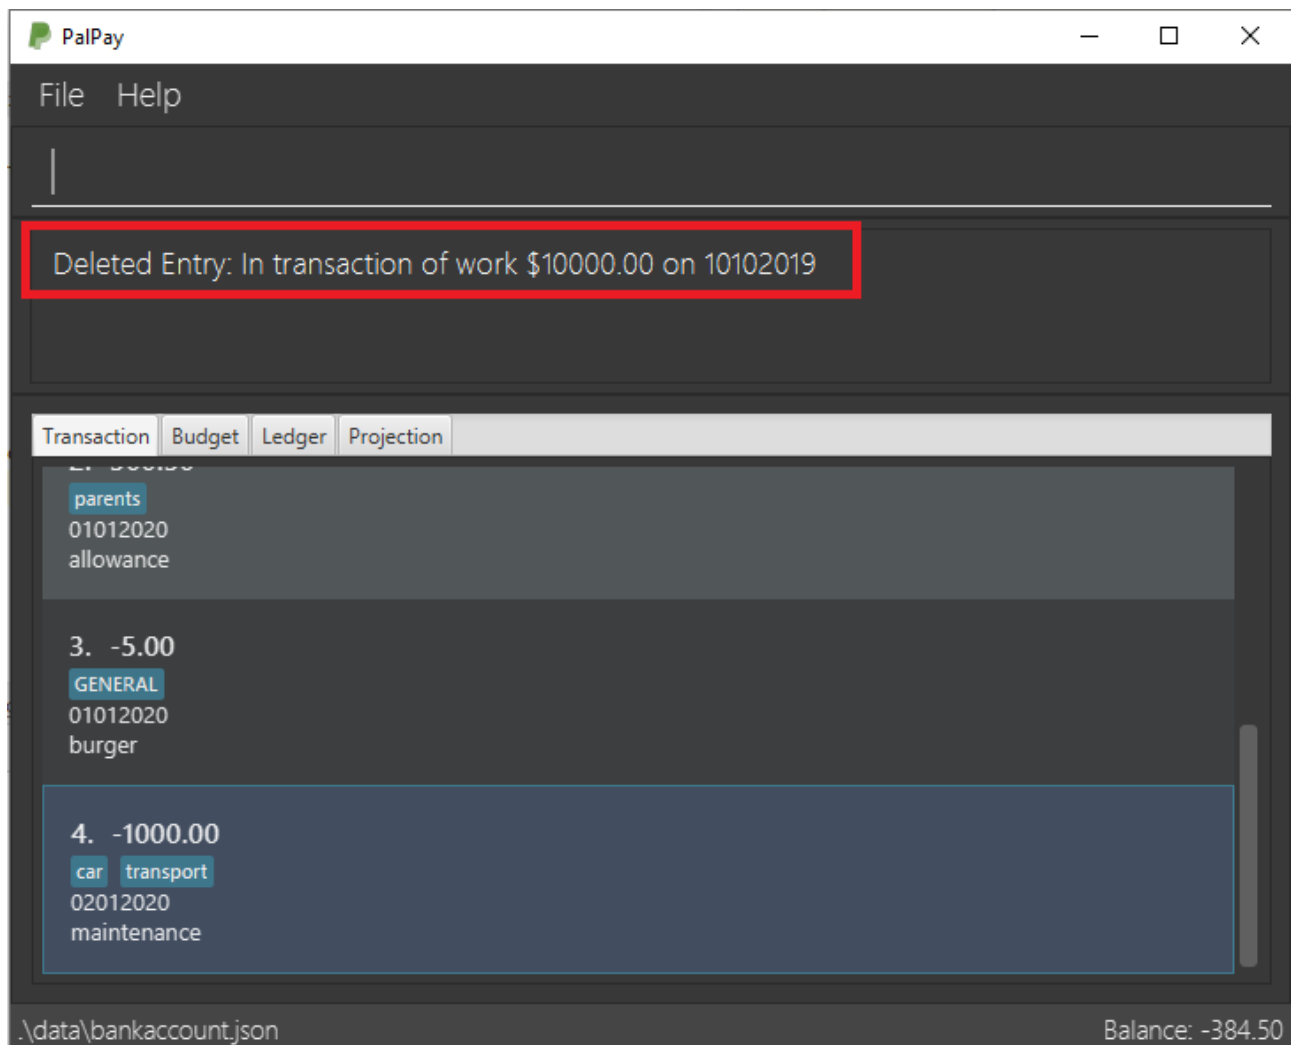 PalPay
File Help
Deleted Entry: In transaction of work $10000.00 on 10102019
Transaction Budget Ledger Projection
parents
01012020
allowance
3. -5.00
GENERAL
01012020
burger
4. -1000.00
car transport
02012020
maintenance
.\data\bankaccount.json Balance: -384.50